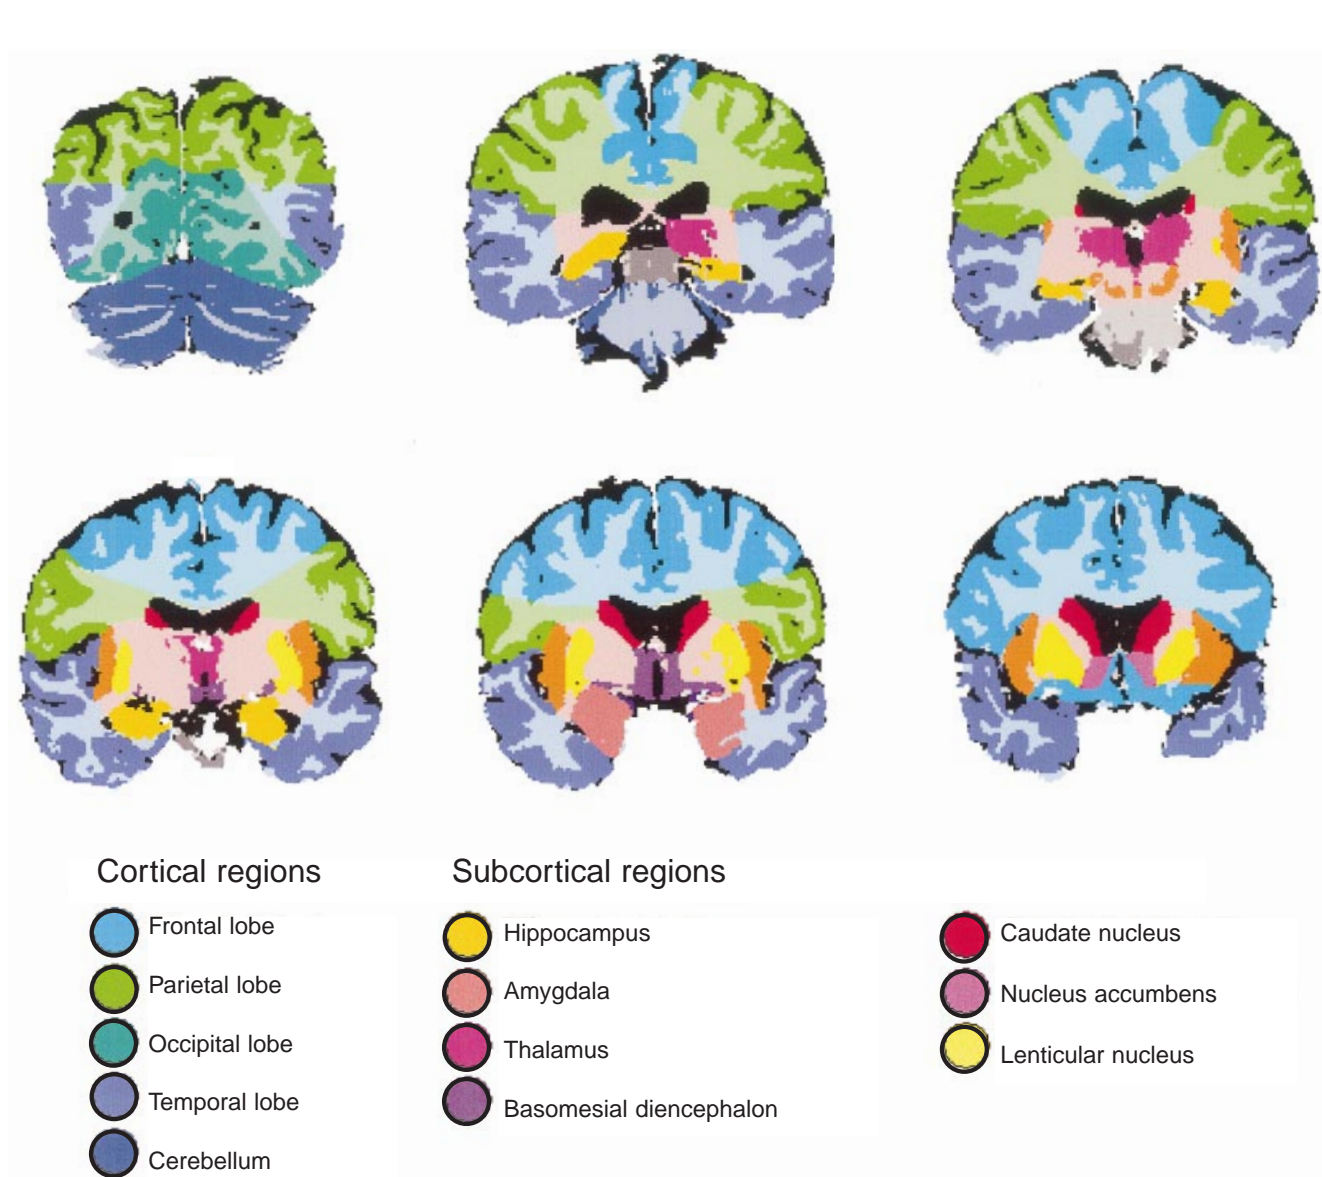 Cortical regions
Frontal lobe
Parietal lobe
Occipital lobe
Temporal lobe
Cerebellum
Subcortical regions
Hippocampus
Amygdala
Thalamus
Basomesial diencephalon
Caudate nucleus
Nucleus accumbens
Lenticular nucleus